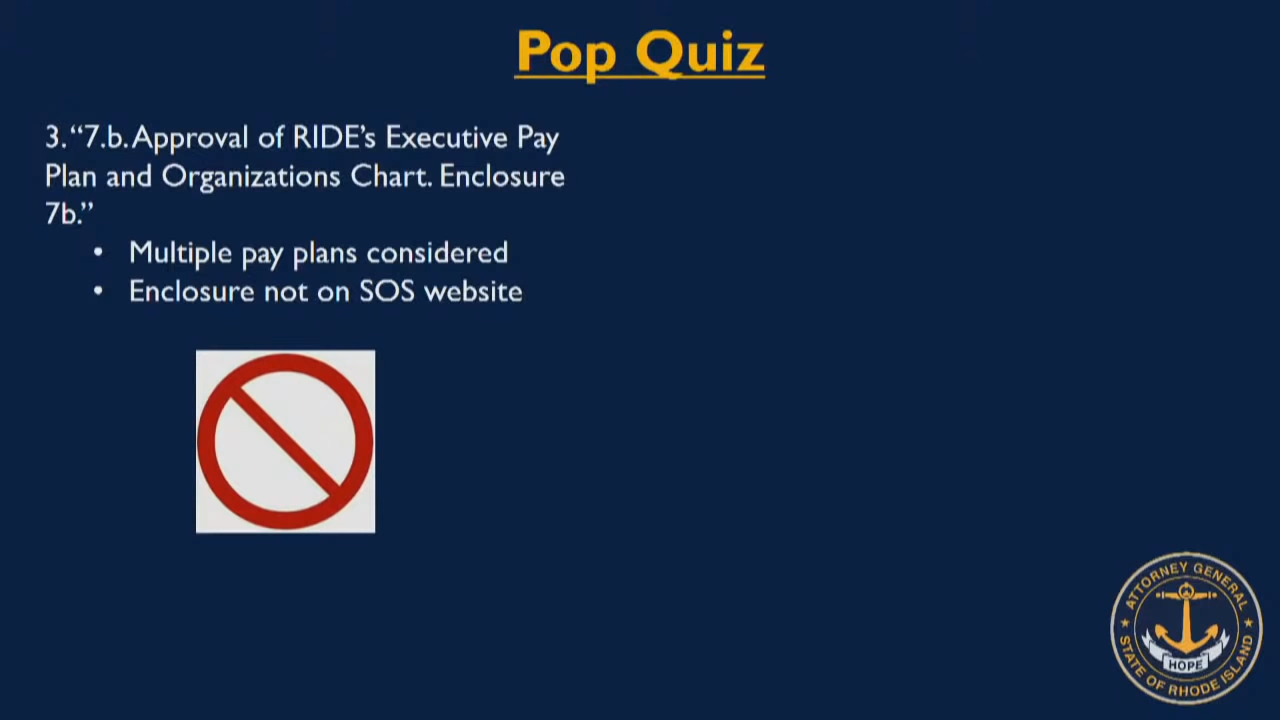 Pop Quiz
3. “7.b. Approval of RIDE’s Executive Pay
Plan and Organizations Chart. Enclosure
7b.”
• Multiple pay plans considered
• Enclosure not on SOS website
ATTORNEY GENERAL
HOPE
STATE OF RHODE ISLAND